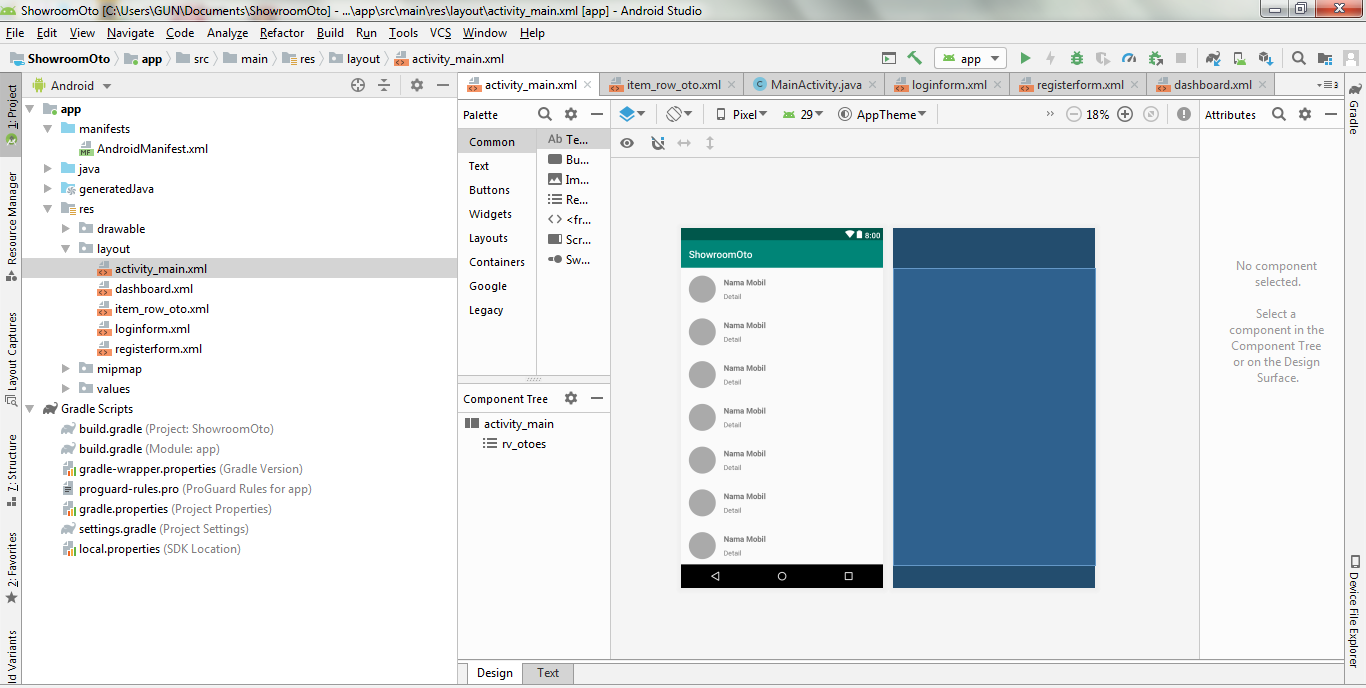 ShowroomOto [C:\Users\GUN\Documents\ShowroomOto] - ...\app\src\main\res\layout\activity_main.xml [app] - Android Studio
File Edit View Navigate Code Analyze Refactor Build Run Tools VCS Window Help
ShowroomOto app src main res layout activity_main.xml
app
1: Project
Resource Manager
Layout Captures
7: Structure
2: Favorites
ld Variants
Android
app
manifests
MF AndroidManifest.xml
java
generatedJava
res
drawable
layout
activity_main.xml
dashboard.xml
item_row_oto.xml
loginform.xml
registerform.xml
mipmap
values
Gradle Scripts
build.gradle (Project: ShowroomOto)
build.gradle (Module: app)
gradle-wrapper.properties (Gradle Version)
proguard-rules.pro (ProGuard Rules for app)
gradle.properties (Project Properties)
settings.gradle (Project Settings)
local.properties (SDK Location)
activity_main.xml item_row_oto.xml C MainActivity.java loginform.xml registerform.xml dashboard.xml
3
Palette
Common
Text
Buttons
Widgets
Layouts
Containers
Google
Legacy
Ab Te...
Bu...
Im...
Re...
<> <fr...
Scr...
Sw...
Component Tree
activity_main
rv_otoes
Pixel 29 AppTheme
» 18%
8:00
ShowroomOto
Nama Mobil
Detail
Nama Mobil
Detail
Nama Mobil
Detail
Nama Mobil
Detail
Nama Mobil
Detail
Nama Mobil
Detail
Nama Mobil
Detail
Attributes
No component
selected.
Select a
component in the
Component Tree
or on the Design
Surface.
Gradle
Device File Explorer
Design Text